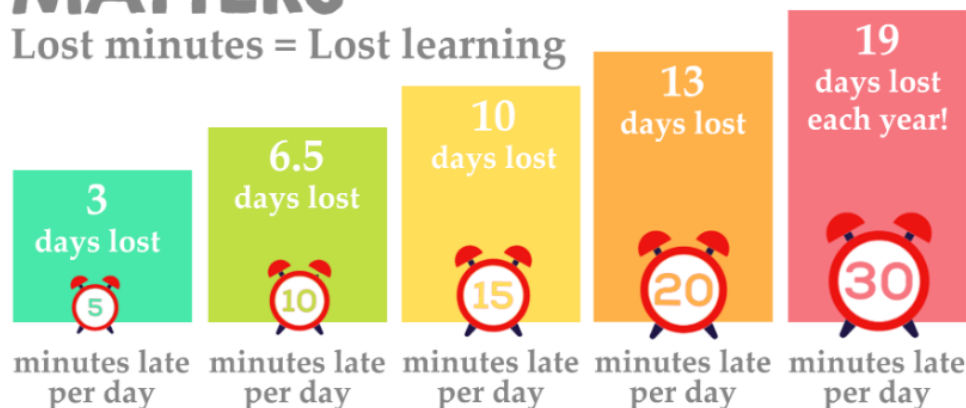 MATTERS
Lost minutes = Lost learning
3
days lost
5
minutes late
per day
6.5
days lost
10
minutes late
per day
10
days lost
15
minutes late
per day
13
days lost
20
minutes late
per day
19
days lost
each year!
30
minutes late
per day